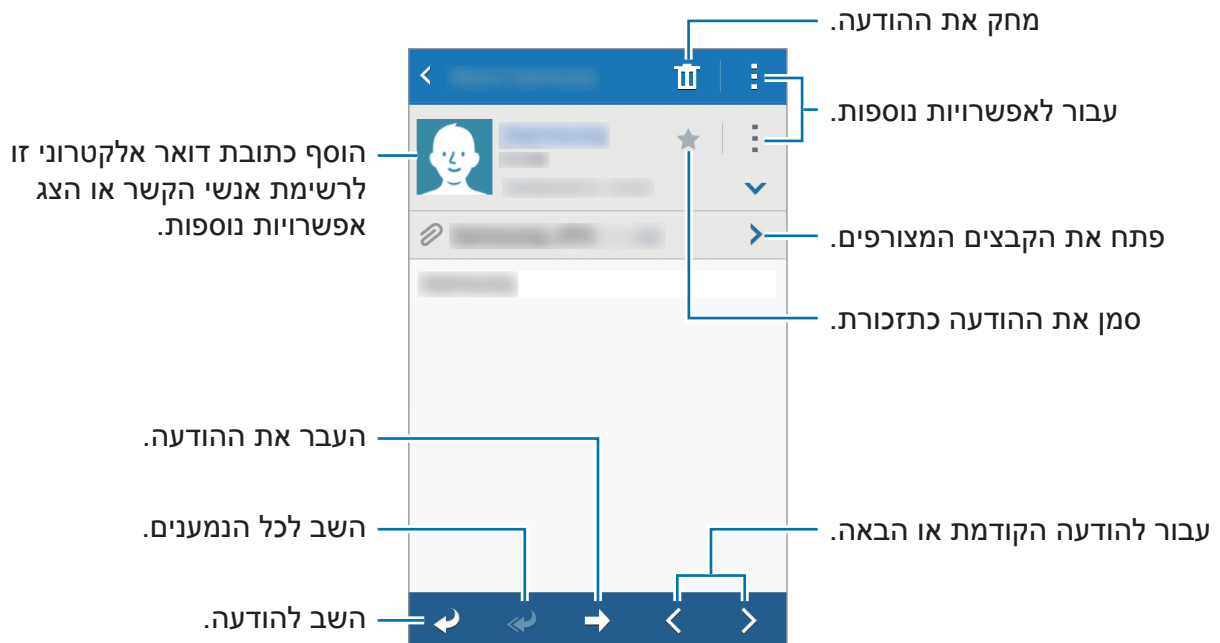 מחק את ההודעה.
עבור לאפשרויות נוספות.
הוסף כתובת דואר אלקטרוני זו
לרשימת אנשי הקשר או הצג
אפשרויות נוספות.
פתח את הקבצים המצורפים.
סמן את ההודעה כתזכורת.
העבר את ההודעה.
השב לכל הנמענים.
עבור להודעה הקודמת או הבאה.
השב להודעה.